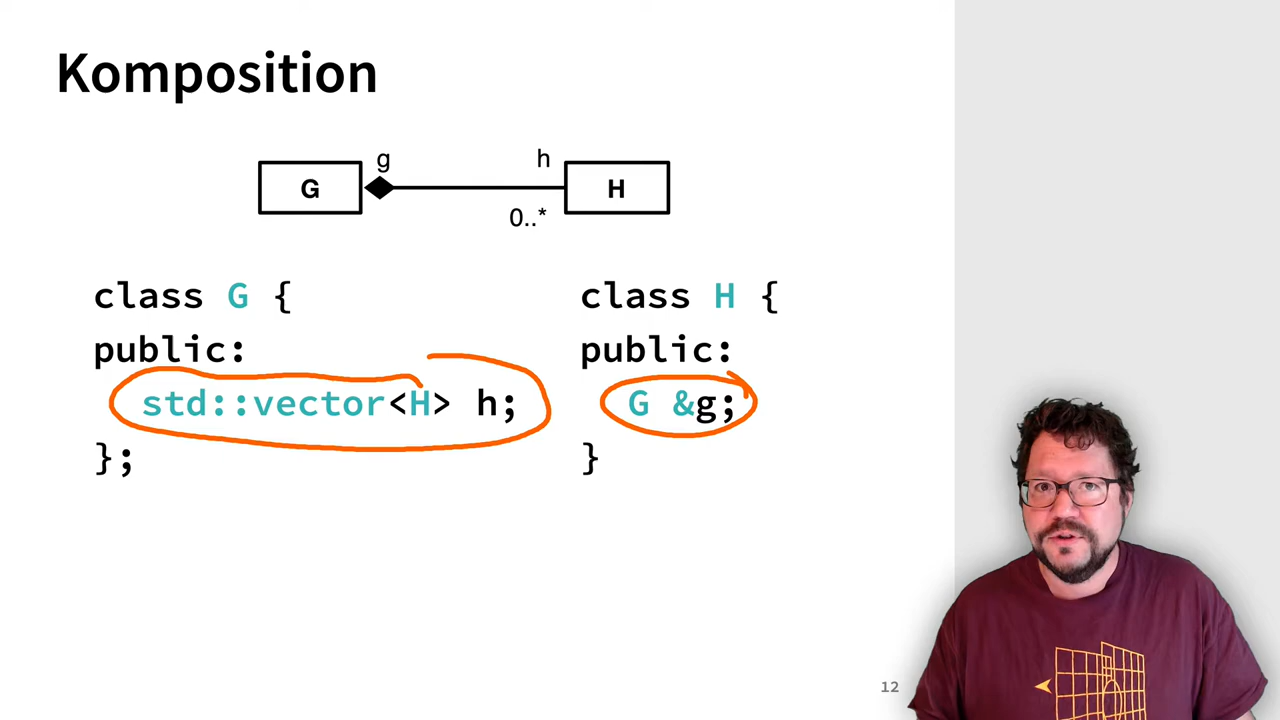 Komposition
g h
G H
0..*
class G {
public:
std::vector<H> h;
};
class H {
public:
G &g;
}
12